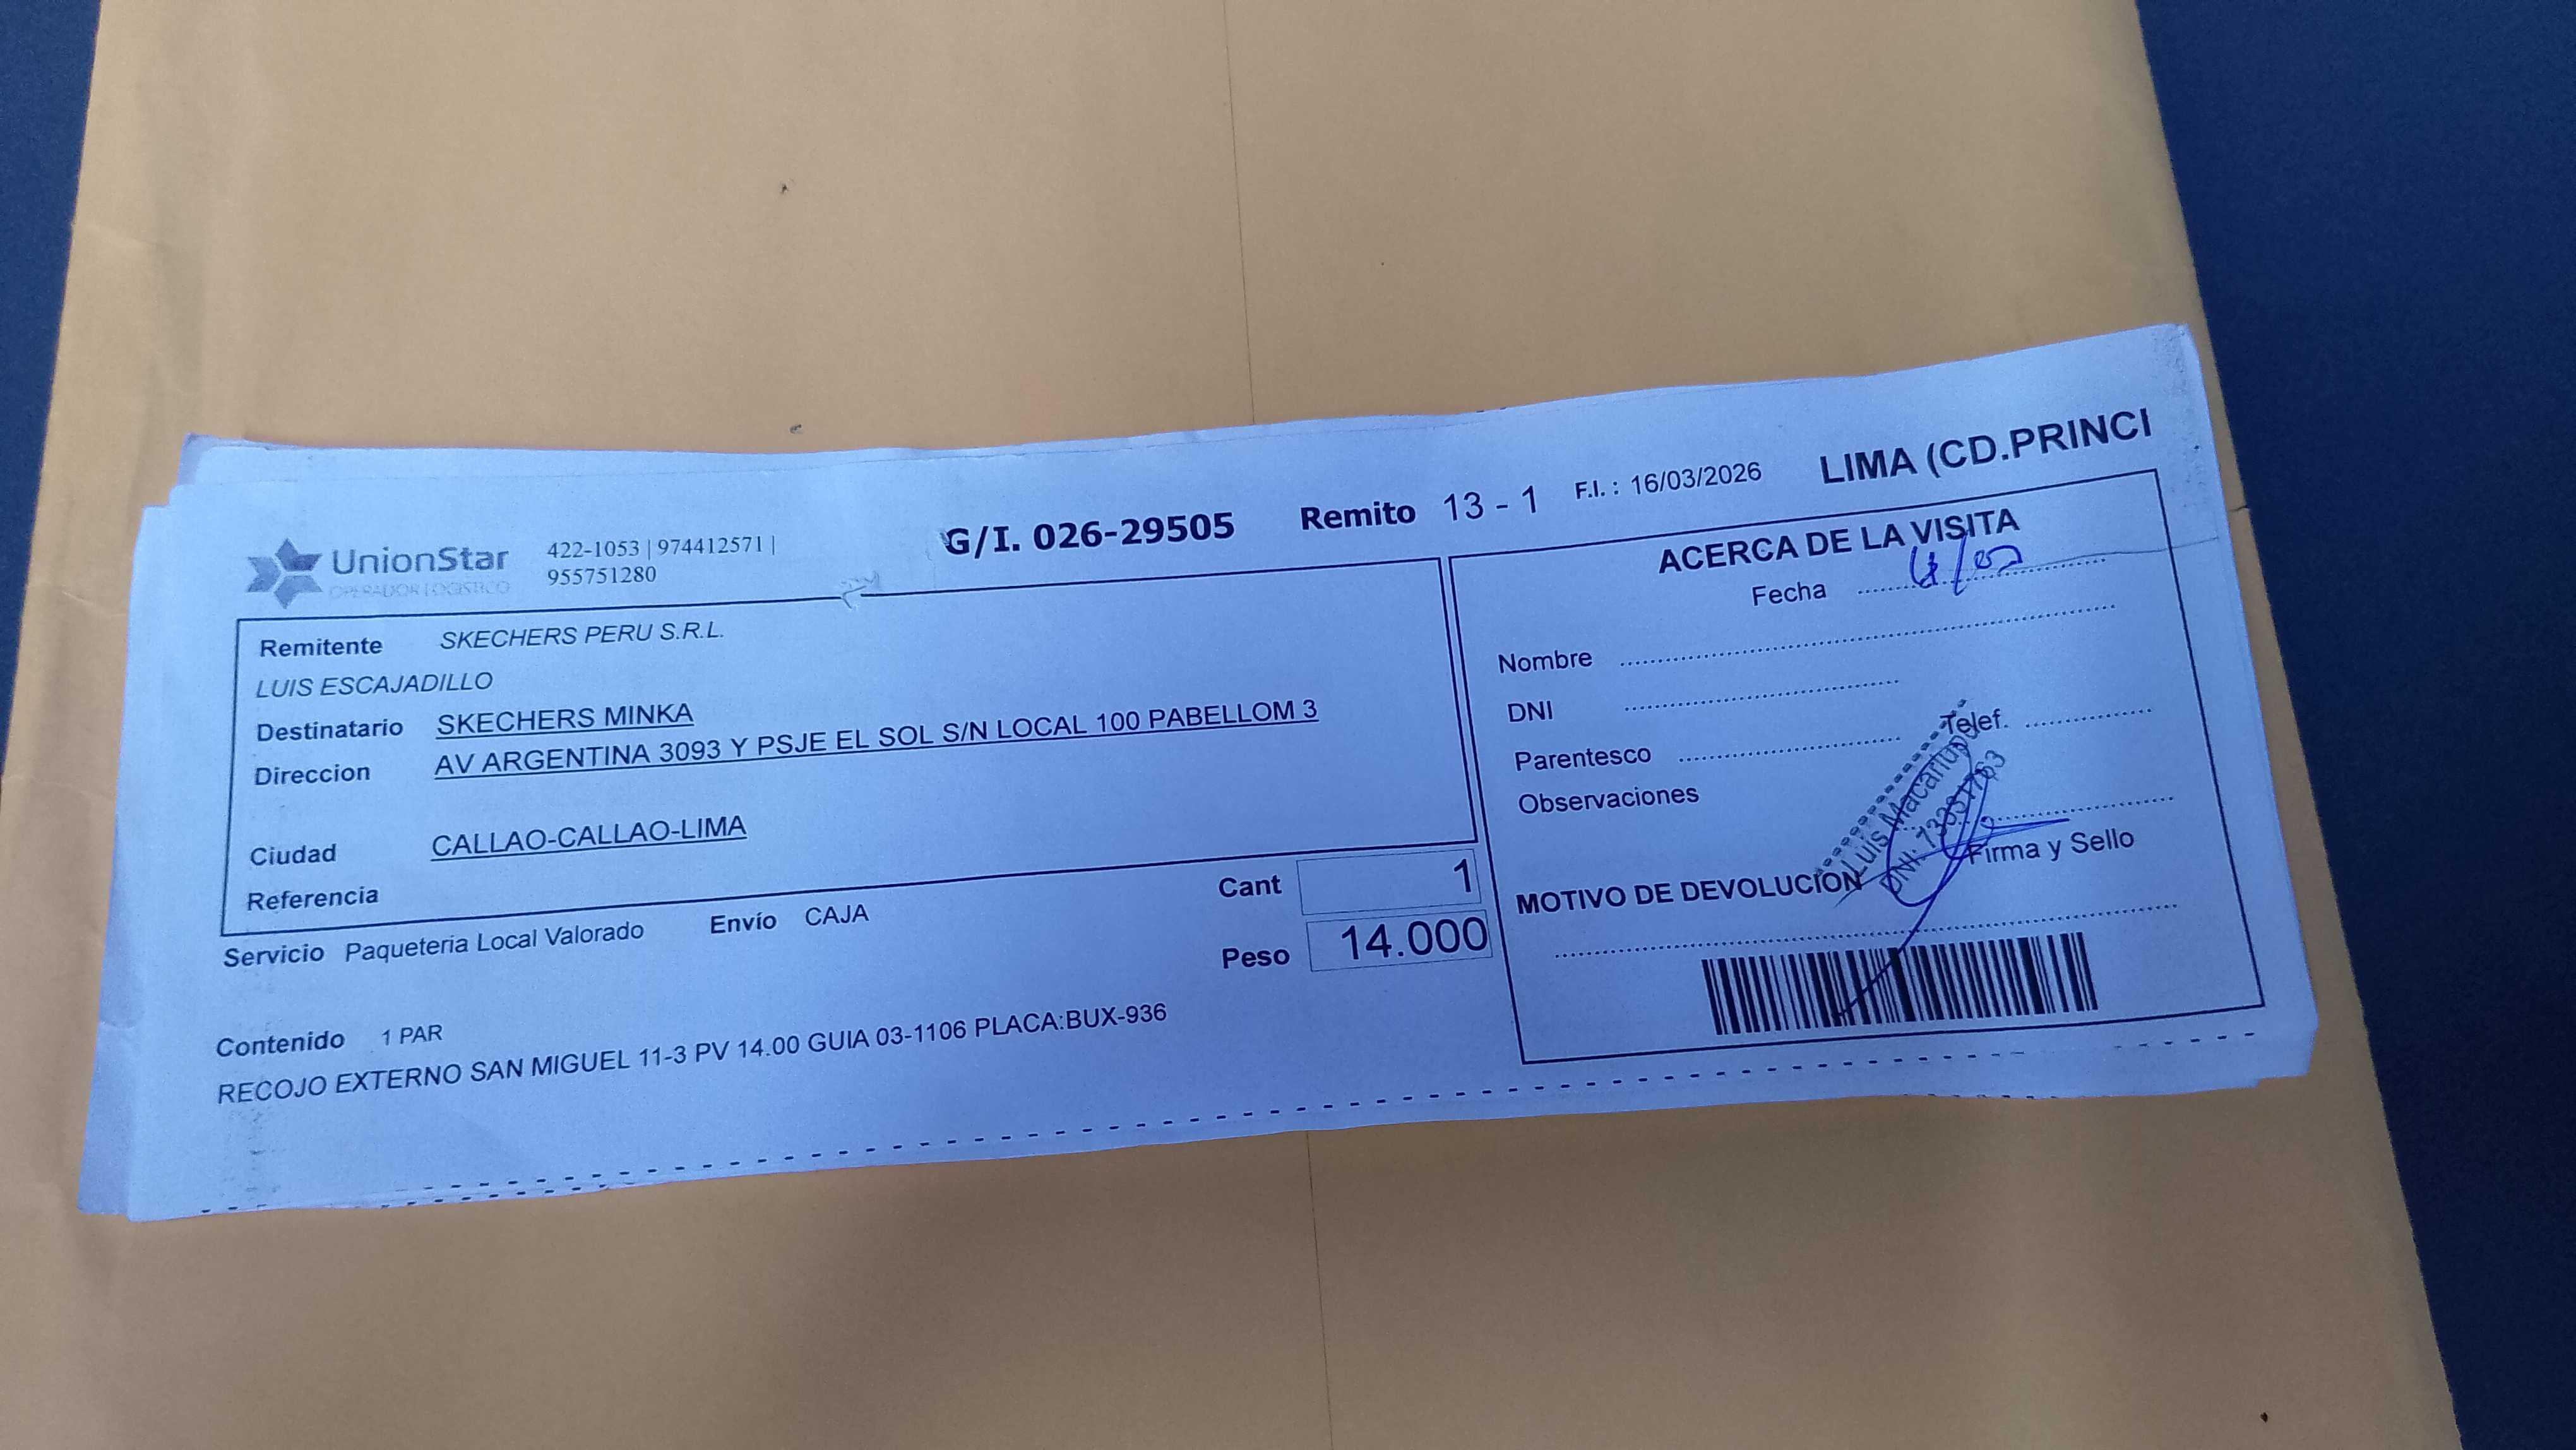 UnionStar
OPERADOR LOGISTICO
422-1053 | 974412571 |
955751280
G/I. 026-29505 Remito 13 - 1 F.I. : 16/03/2026 LIMA (CD.PRINCI
Remitente SKECHERS PERU S.R.L.
LUIS ESCAJADILLO
Destinatario SKECHERS MINKA
Direccion AV ARGENTINA 3093 Y PSJE EL SOL S/N LOCAL 100 PABELLOM 3
Ciudad CALLAO-CALLAO-LIMA
Referencia
Servicio Paqueteria Local Valorado Envío CAJA
Cant 1
Peso 14.000
Contenido 1 PAR
RECOJO EXTERNO SAN MIGUEL 11-3 PV 14.00 GUIA 03-1106 PLACA:BUX-936
ACERCA DE LA VISITA
Fecha
Nombre
DNI
Telef.
Parentesco
Observaciones
Luis
DNI:
Firma y Sello
MOTIVO DE DEVOLUCION